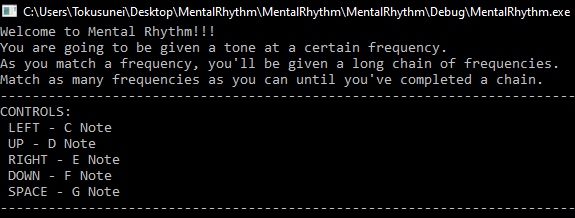 C:\Users\Tokusunei\Desktop\MentalRhythm\MentalRhythm\MentalRhythm\Debug\MentalRhythm.exe
Welcome to Mental Rhythm!!!
You are going to be given a tone at a certain frequency.
As you match a frequency, you'll be given a long chain of frequencies.
Match as many frequencies as you can until you've completed a chain.
------------------------------------------------------------------------
CONTROLS:
 LEFT - C Note
 UP - D Note
 RIGHT - E Note
 DOWN - F Note
 SPACE - G Note
------------------------------------------------------------------------